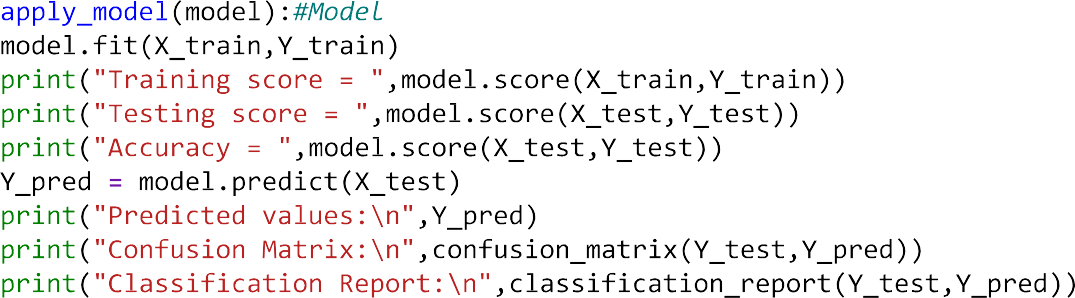 apply_model(model):#Model
model.fit(X_train,Y_train)
print("Training score = ",model.score(X_train,Y_train))
print("Testing score = ",model.score(X_test,Y_test))
print("Accuracy = ",model.score(X_test,Y_test))
Y_pred = model.predict(X_test)
print("Predicted values:\n",Y_pred)
print("Confusion Matrix:\n",confusion_matrix(Y_test,Y_pred))
print("Classification Report:\n",classification_report(Y_test,Y_pred))